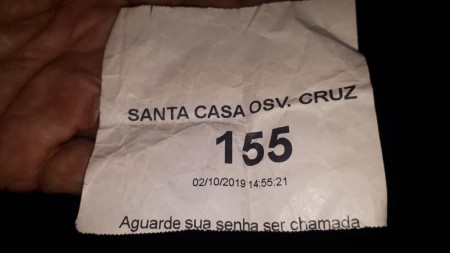 SANTA CASA OSV. CRUZ
155
02/10/2019 14:55:21
Aguarde sua senha ser chamada